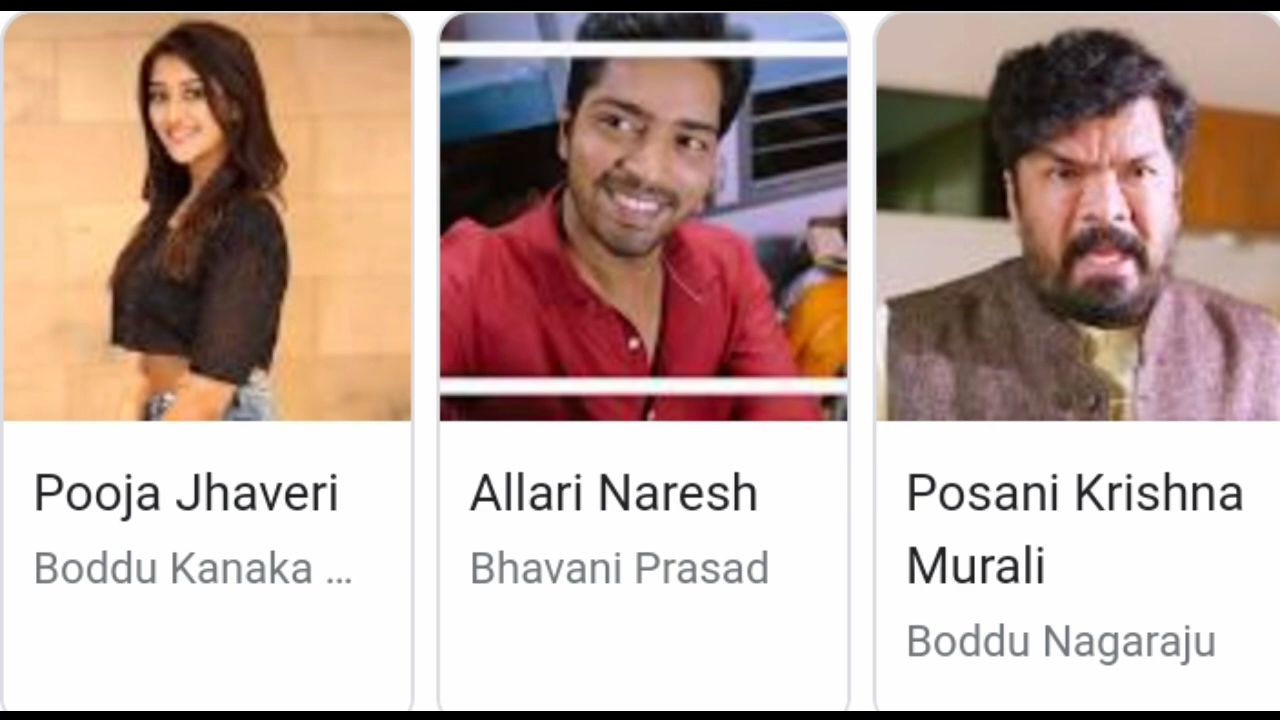 Pooja Jhaveri
Boddu Kanaka ...
Allari Naresh
Bhavani Prasad
Posani Krishna
Murali
Boddu Nagaraju